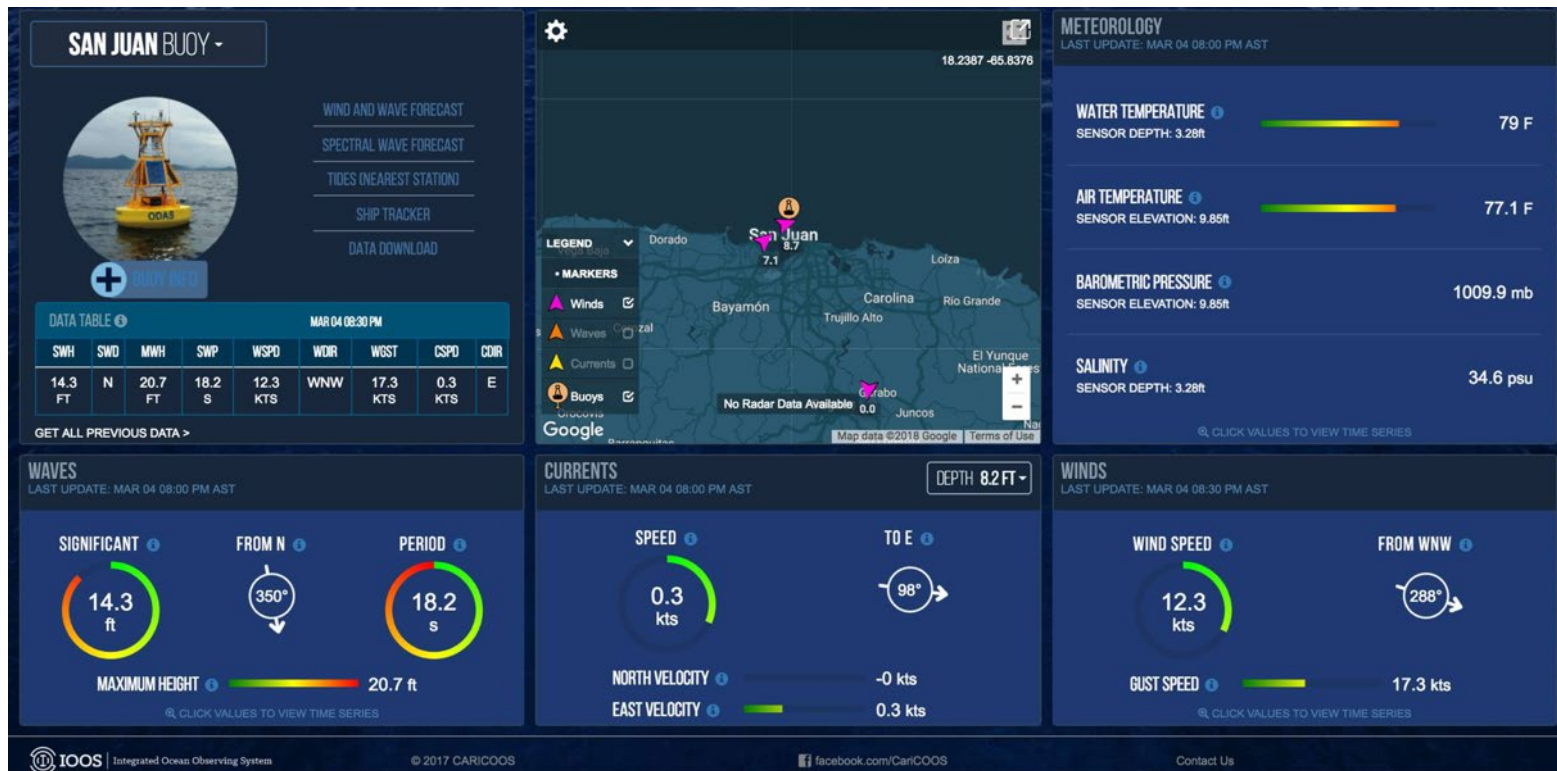 SAN JUAN BUOY
WIND AND WAVE FORECAST
SPECTRAL WAVE FORECAST
TIDES (NEAREST STATION)
SHIP TRACKER
DATA DOWNLOAD
ODAS
BUOY INFO
DATA TABLE MAR 04 08:30 PM
SWH SWD MWH SWP WSPD WDIR WGST CSPD CDIR
14.3 FT N 20.7 FT 18.2 S 12.3 KTS WNW 17.3 KTS 0.3 KTS E
GET ALL PREVIOUS DATA >
18.2387 -65.8376
San Juan
8.7
7.1
Dorado
Vega Baja
Loíza
Bayamón
Carolina
Río Grande
Trujillo Alto
El Yunque
National
Gurabo
0.0
Juncos
No Radar Data Available
LEGEND
• MARKERS
Winds
Waves
Currents
Buoys
Orocovis
Barranquitas
Google
Map data ©2018 Google Terms of Use
METEOROLOGY
LAST UPDATE: MAR 04 08:00 PM AST
WATER TEMPERATURE
SENSOR DEPTH: 3.28ft
79 F
AIR TEMPERATURE
SENSOR ELEVATION: 9.85ft
77.1 F
BAROMETRIC PRESSURE
SENSOR ELEVATION: 9.85ft
1009.9 mb
SALINITY
SENSOR DEPTH: 3.28ft
34.6 psu
CLICK VALUES TO VIEW TIME SERIES
WAVES
LAST UPDATE: MAR 04 08:00 PM AST
SIGNIFICANT
14.3
ft
FROM N
350°
PERIOD
18.2
s
MAXIMUM HEIGHT 20.7 ft
CLICK VALUES TO VIEW TIME SERIES
CURRENTS
LAST UPDATE: MAR 04 08:00 PM AST
DEPTH 8.2 FT
SPEED
0.3
kts
TO E
98°
NORTH VELOCITY -0 kts
EAST VELOCITY 0.3 kts
WINDS
LAST UPDATE: MAR 04 08:30 PM AST
WIND SPEED
12.3
kts
FROM WNW
288°
GUST SPEED 17.3 kts
CLICK VALUES TO VIEW TIME SERIES
IOOS Integrated Ocean Observing System
© 2017 CARICOOS
facebook.com/CariCOOS
Contact Us